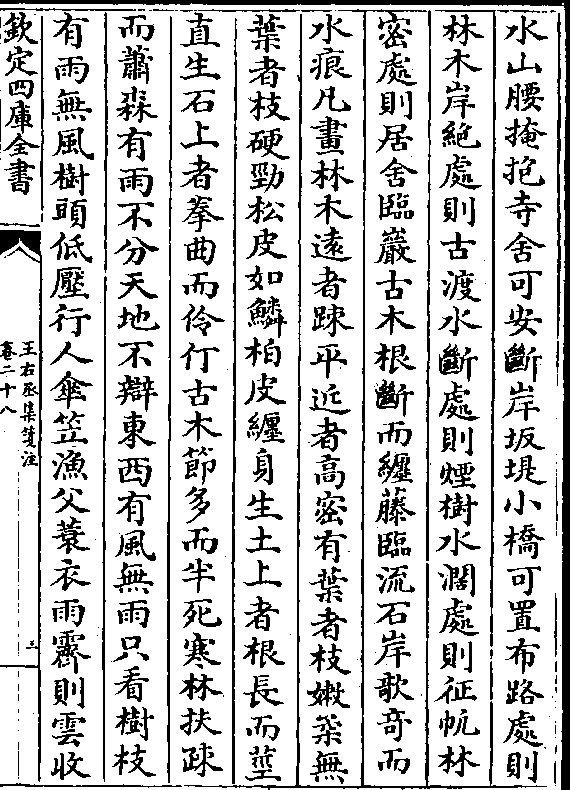 水山腰掩抱寺舍可安斷岸坂堤小橋可置布路處則
林木岸絶處則古渡水斷處則煙樹水濶處則征帆林
密處則居舍臨巖古木根斷而纒藤臨流石岸歌竒而
水痕凡畫林木逺者踈平近者高密有葉者枝嫰柔無
葉者枝硬勁松皮如鱗柏皮纒身生土上者根長而莖
直生石上者拳曲而伶仃古木節多而半死寒林扶疎
而蕭森有雨不分天地不辯東西有風無雨只看樹枝
有雨無風樹頭低壓行人傘笠漁父蓑衣雨霽則雲收
欽定四庫全書
王右丞集箋注
卷二十八
三